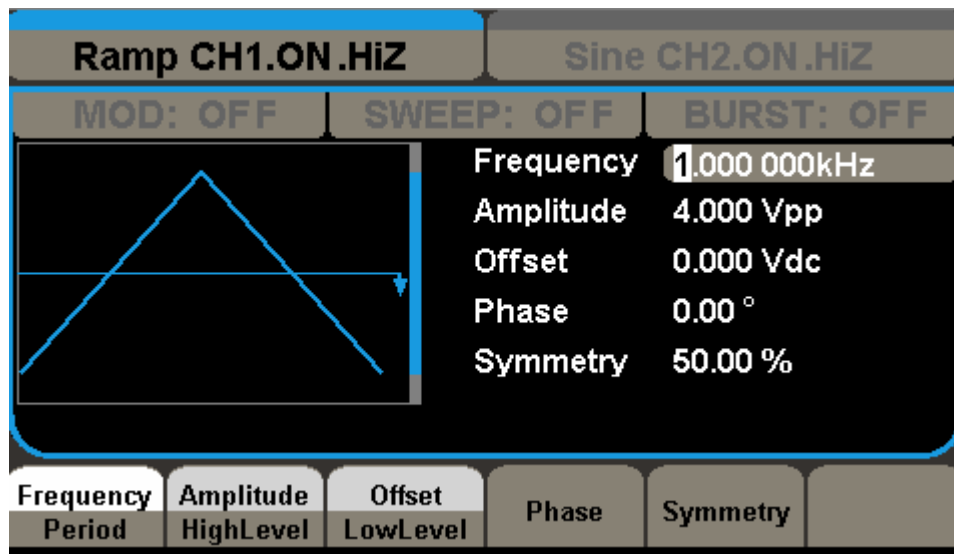 Ramp CH1.ON.HiZ
Sine CH2.ON.HiZ
MOD: OFF
SWEEP: OFF
BURST: OFF
Frequency 1.000 000kHz
Amplitude 4.000 Vpp
Offset 0.000 Vdc
Phase 0.00 °
Symmetry 50.00 %
Frequency
Period
Amplitude
HighLevel
Offset
LowLevel
Phase
Symmetry